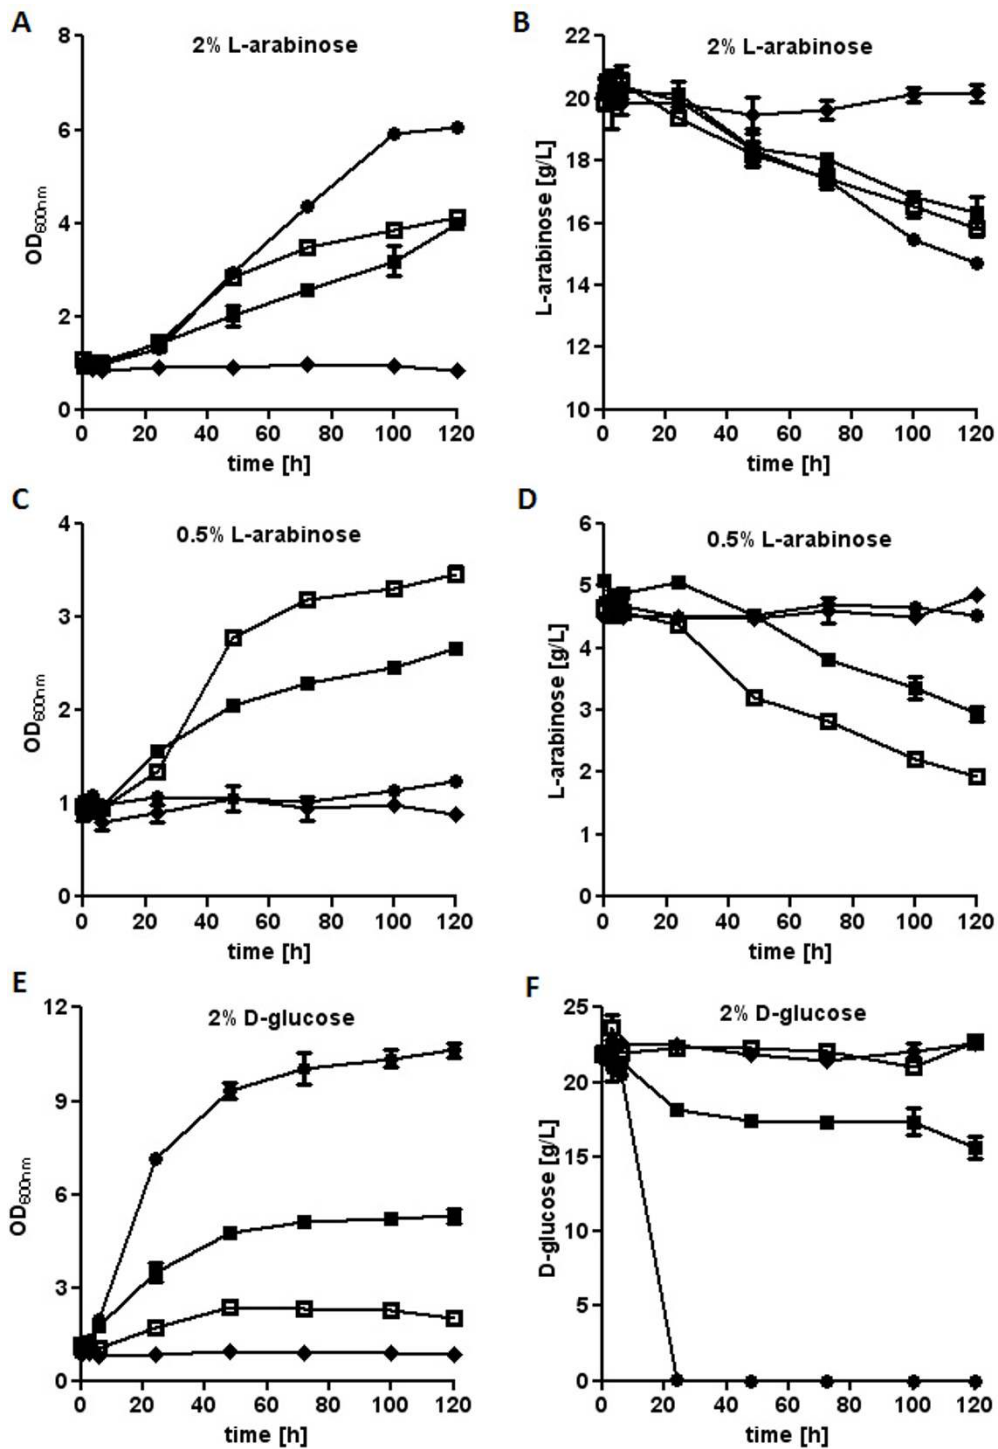 A
2% L-arabinose
8
6
4
2
0
OD600nm
0 20 40 60 80 100 120
time [h]
B
2% L-arabinose
22
20
18
16
14
12
10
L-arabinose [g/L]
0 20 40 60 80 100 120
time [h]
C
0.5% L-arabinose
4
3
2
1
0
OD600nm
0 20 40 60 80 100 120
time [h]
D
0.5% L-arabinose
6
5
4
3
2
1
0
L-arabinose [g/L]
0 20 40 60 80 100 120
time [h]
E
2% D-glucose
12
9
6
3
0
OD600nm
0 20 40 60 80 100 120
time [h]
F
2% D-glucose
25
20
15
10
5
0
D-glucose [g/L]
0 20 40 60 80 100 120
time [h]